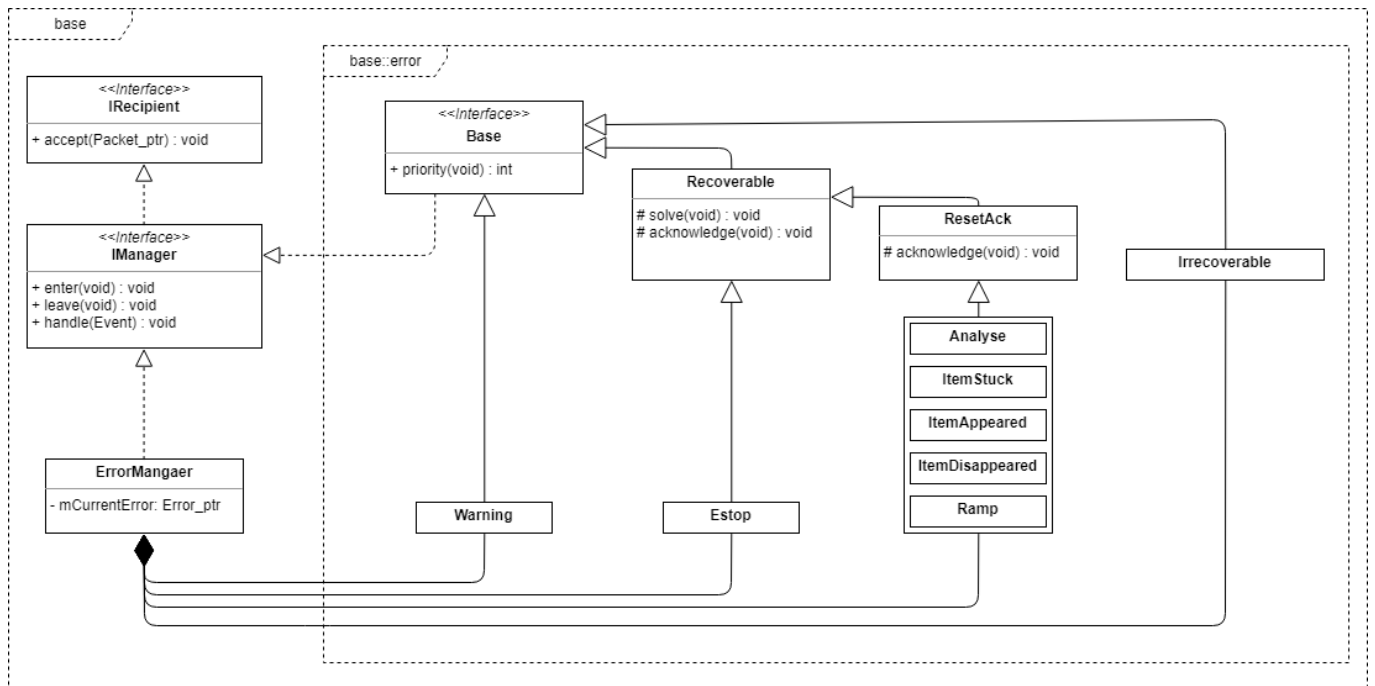 base
base::error
<<Interface>>
IRecipient
+ accept(Packet_ptr) : void
<<Interface>>
Base
+ priority(void) : int
Recoverable
# solve(void) : void
# acknowledge(void) : void
ResetAck
# acknowledge(void) : void
<<Interface>>
IManager
+ enter(void) : void
+ leave(void) : void
+ handle(Event) : void
Irrecoverable
Analyse
ItemStuck
ItemAppeared
ItemDisappeared
Ramp
ErrorMangaer
- mCurrentError: Error_ptr
Warning
Estop